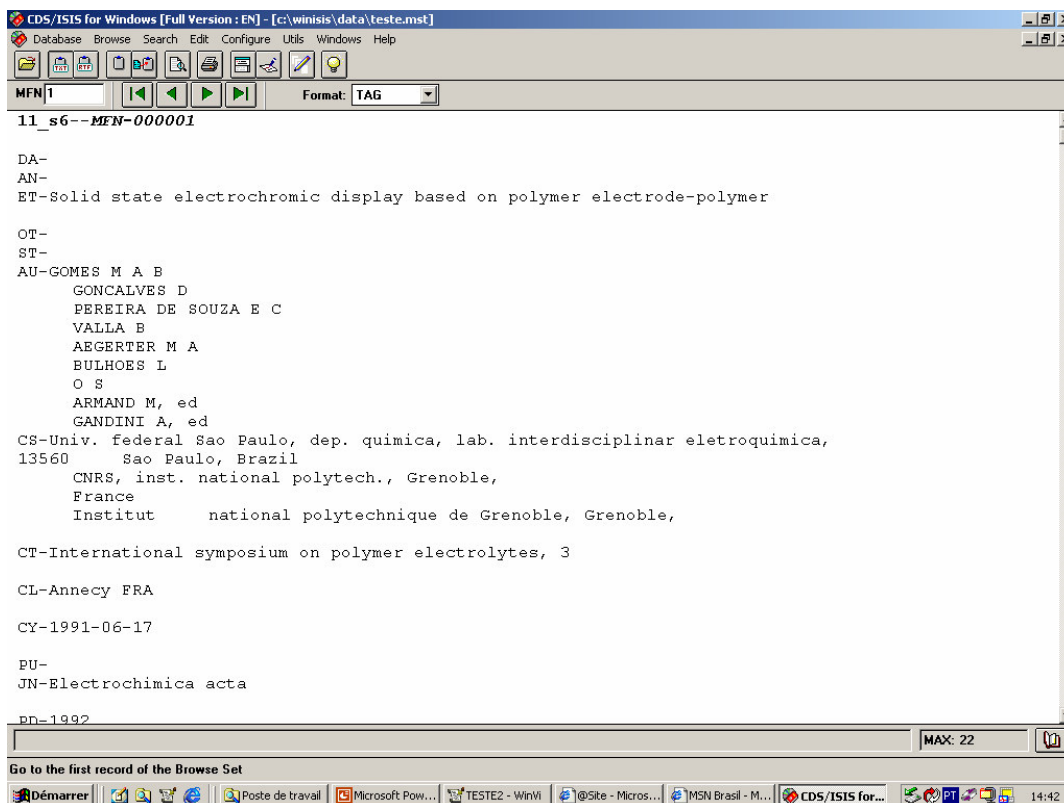 CDS/ISIS for Windows [Full Version : EN] - [c:\winisis\data\teste.mst]
Database Browse Search Edit Configure Utils Windows Help
TXT RTF
MFN 1 Format: TAG
11_s6--MFN-000001
DA-
AN-
ET-Solid state electrochromic display based on polymer electrode-polymer
OT-
ST-
AU-GOMES M A B
GONCALVES D
PEREIRA DE SOUZA E C
VALLA B
AEGERTER M A
BULHOES L
O S
ARMAND M, ed
GANDINI A, ed
CS-Univ. federal Sao Paulo, dep. quimica, lab. interdisciplinar eletroquimica,
13560 Sao Paulo, Brazil
CNRS, inst. national polytech., Grenoble,
France
Institut national polytechnique de Grenoble, Grenoble,
CT-International symposium on polymer electrolytes, 3
CL-Annecy FRA
CY-1991-06-17
PU-
JN-Electrochimica acta
PD-1992
MAX: 22
Go to the first record of the Browse Set
Démarrer Poste de travail Microsoft Pow... TESTE2 - WinVi @Site - Micros... MSN Brasil - M... CDS/ISIS for... PT 14:42